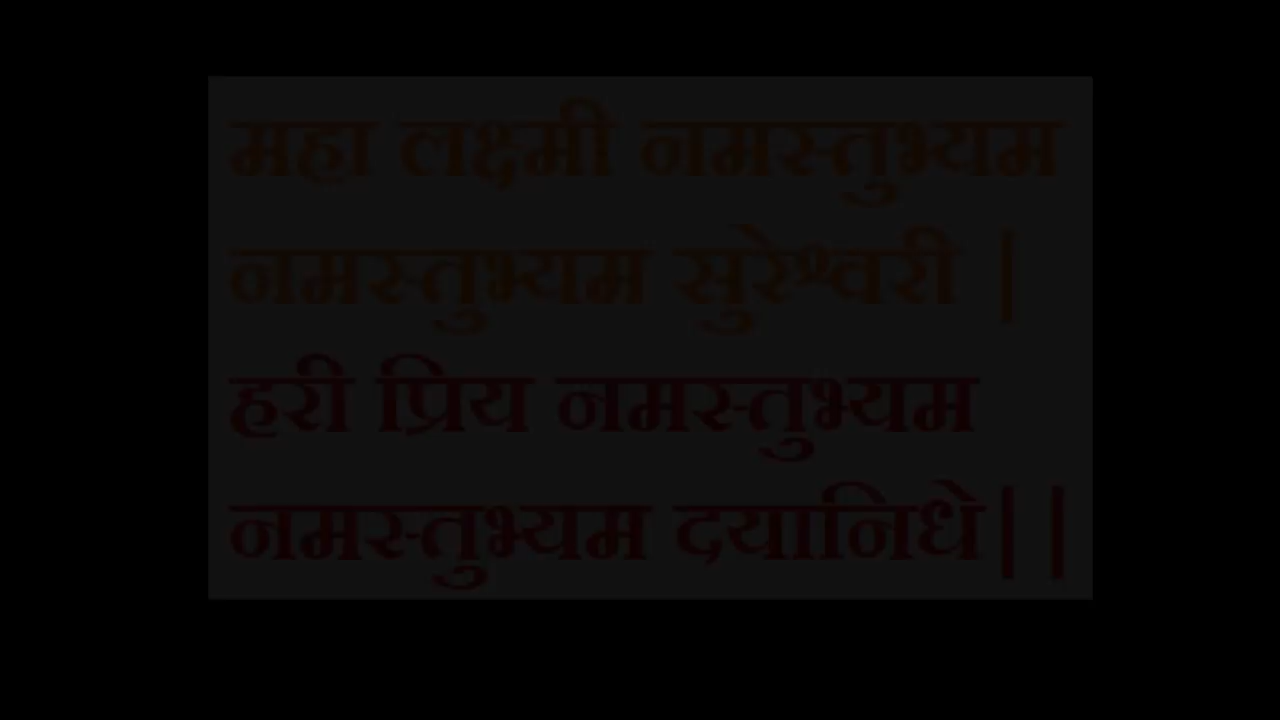 महा लक्ष्मी नमस्तुभ्यम
नमस्तुभ्यम सुरेश्वरी |
हरी प्रिय नमस्तुभ्यम
नमस्तुभ्यम दयानिधे||